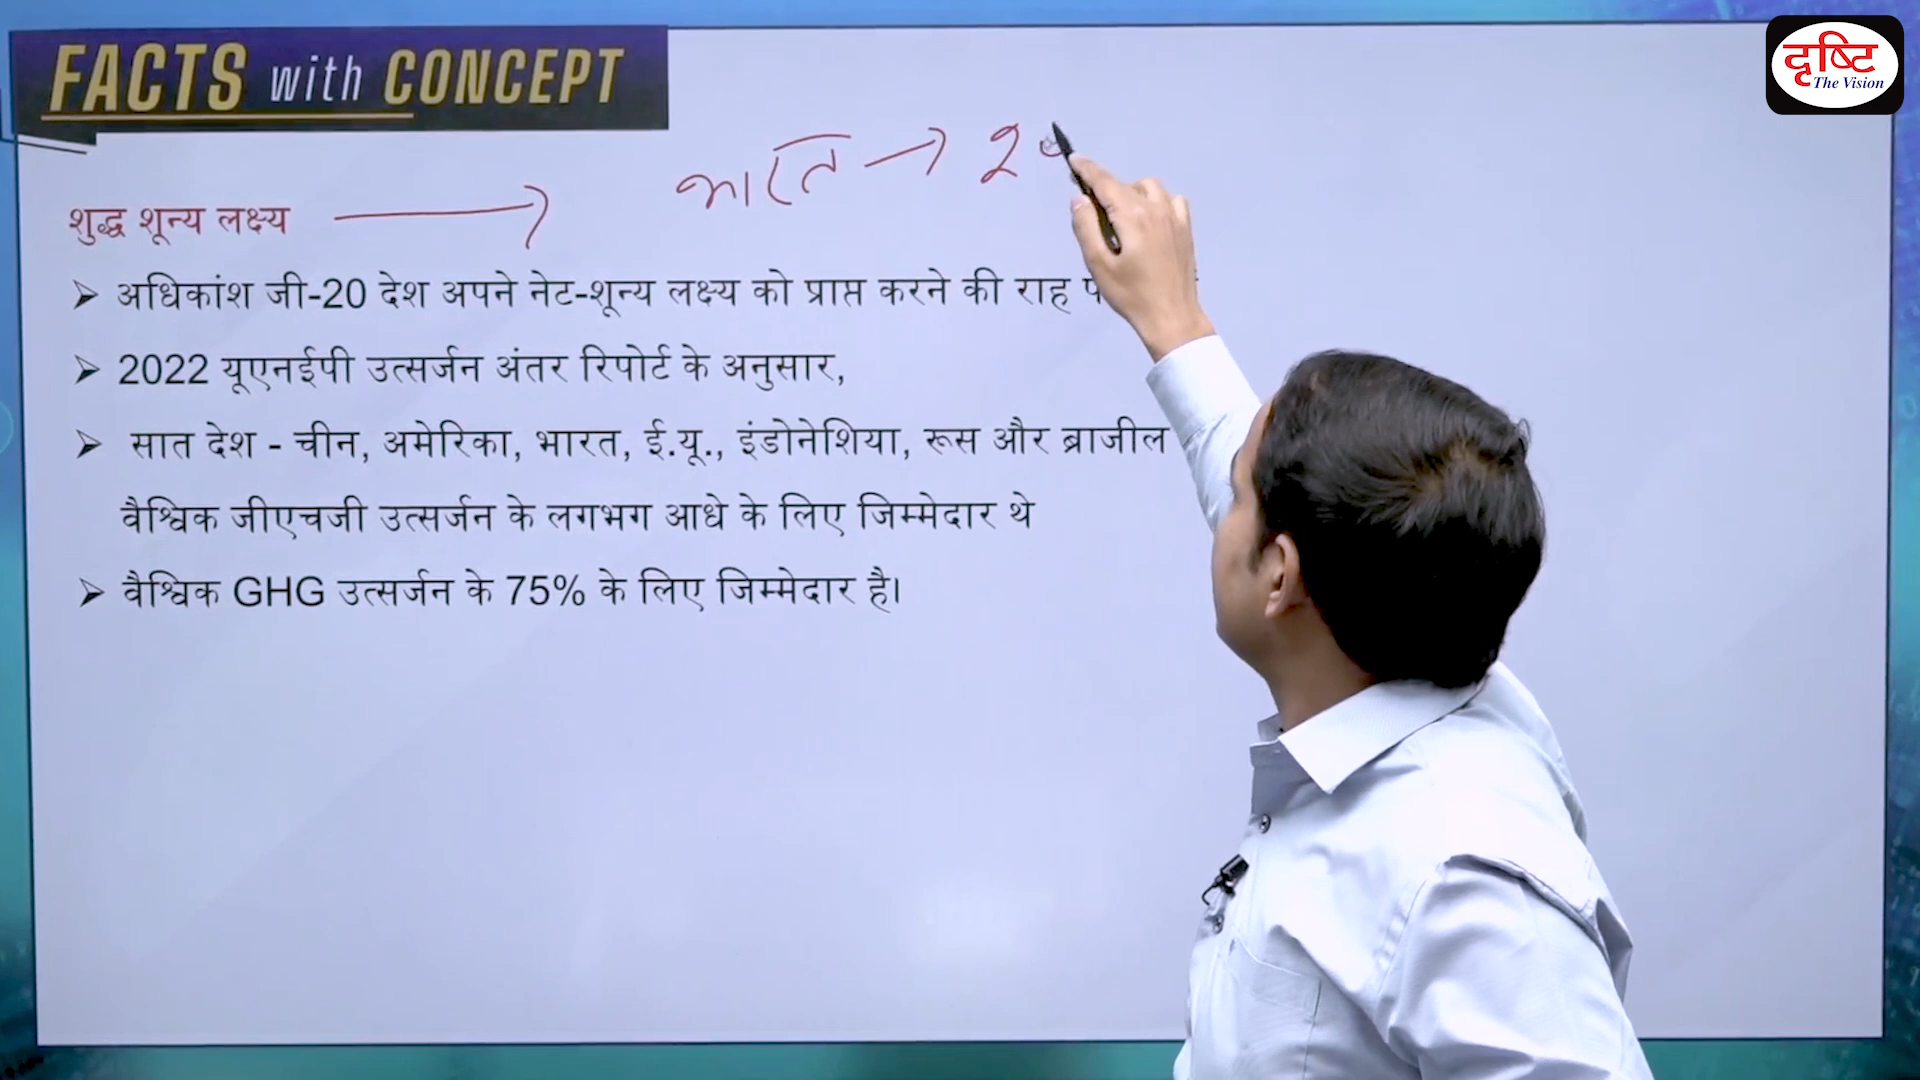 FACTS with CONCEPT
दृष्टि
The Vision
भारत → 20
शुद्ध शून्य लक्ष्य →
➢ अधिकांश जी-20 देश अपने नेट-शून्य लक्ष्य को प्राप्त करने की राह
➢ 2022 यूएनईपी उत्सर्जन अंतर रिपोर्ट के अनुसार,
➢ सात देश - चीन, अमेरिका, भारत, ई.यू., इंडोनेशिया, रूस और ब्राजील
वैश्विक जीएचजी उत्सर्जन के लगभग आधे के लिए जिम्मेदार थे
➢ वैश्विक GHG उत्सर्जन के 75% के लिए जिम्मेदार है।